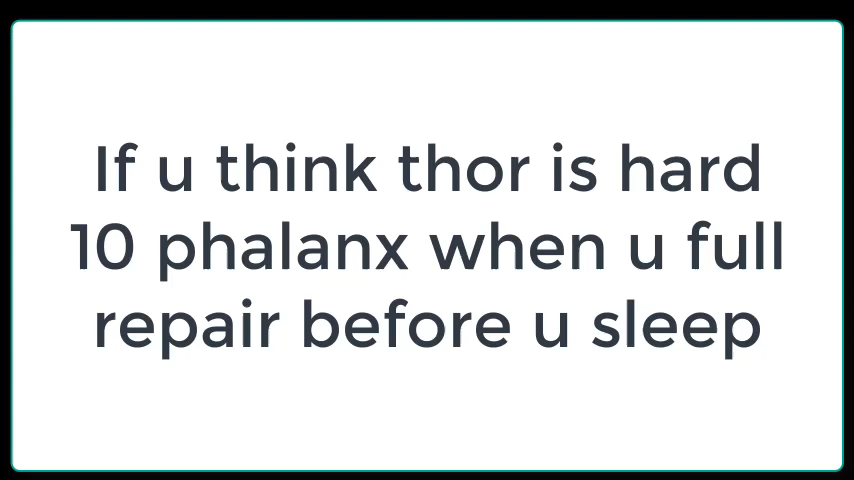 If u think thor is hard
10 phalanx when u full
repair before u sleep